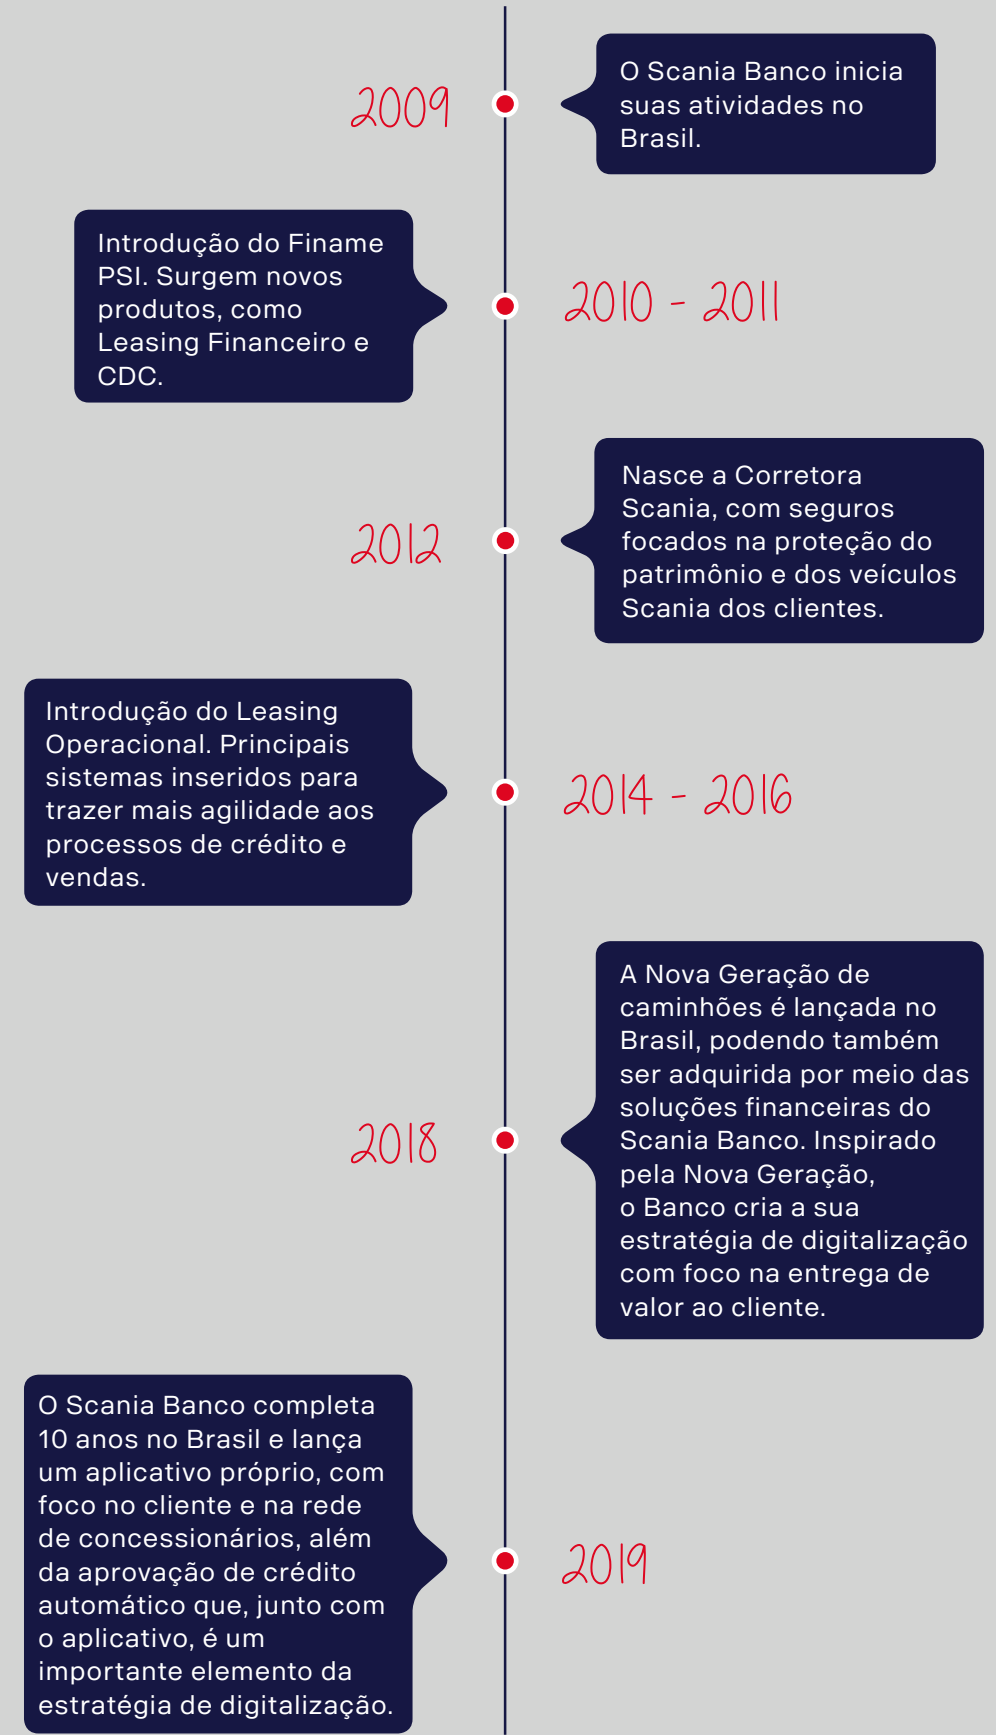 2009
O Scania Banco inicia
suas atividades no
Brasil.
Introdução do Finame
PSI. Surgem novos
produtos, como
Leasing Financeiro e
CDC.
2010 - 2011
2012
Nasce a Corretora
Scania, com seguros
focados na proteção do
patrimônio e dos veículos
Scania dos clientes.
Introdução do Leasing
Operacional. Principais
sistemas inseridos para
trazer mais agilidade aos
processos de crédito e
vendas.
2014 - 2016
2018
A Nova Geração de
caminhões é lançada no
Brasil, podendo também
ser adquirida por meio das
soluções financeiras do
Scania Banco. Inspirado
pela Nova Geração,
o Banco cria a sua
estratégia de digitalização
com foco na entrega de
valor ao cliente.
O Scania Banco completa
10 anos no Brasil e lança
um aplicativo próprio, com
foco no cliente e na rede
de concessionários, além
da aprovação de crédito
automático que, junto com
o aplicativo, é um
importante elemento da
estratégia de digitalização.
2019